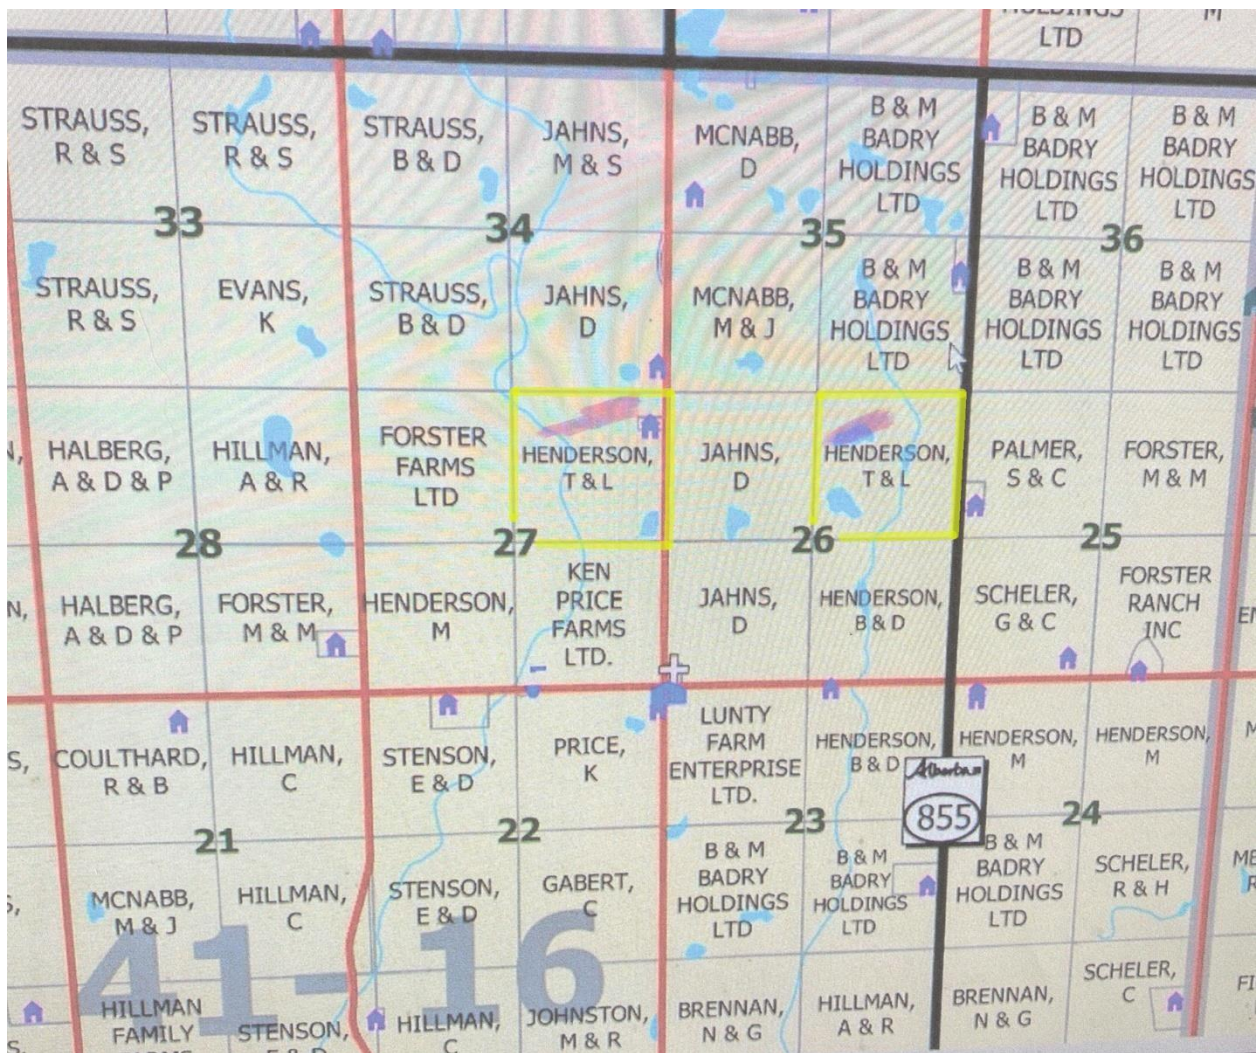 HOLDINGS
LTD
M
STRAUSS,
R & S
STRAUSS,
R & S
STRAUSS,
B & D
JAHNS,
M & S
MCNABB,
D
B & M
BADRY
HOLDINGS
LTD
B & M
BADRY
HOLDINGS
LTD
B & M
BADRY
HOLDINGS
LTD
33
34
35
36
STRAUSS,
R & S
EVANS,
K
STRAUSS,
B & D
JAHNS,
D
MCNABB,
M & J
B & M
BADRY
HOLDINGS
LTD
B & M
BADRY
HOLDINGS
LTD
B & M
BADRY
HOLDINGS
LTD
N,
HALBERG,
A & D & P
HILLMAN,
A & R
FORSTER
FARMS
LTD
HENDERSON,
T & L
JAHNS,
D
HENDERSON,
T & L
PALMER,
S & C
FORSTER,
M & M
28
27
26
25
N,
HALBERG,
A & D & P
FORSTER,
M & M
HENDERSON,
M
KEN
PRICE
FARMS
LTD.
JAHNS,
D
HENDERSON,
B & D
SCHELER,
G & C
FORSTER
RANCH
INC
S,
COULTHARD,
R & B
HILLMAN,
C
STENSON,
E & D
PRICE,
K
LUNTY
FARM
ENTERPRISE
LTD.
HENDERSON,
B & D
HENDERSON,
M
HENDERSON,
M
Alberta
855
21
22
23
24
S,
MCNABB,
M & J
HILLMAN,
C
STENSON,
E & D
GABERT,
C
B & M
BADRY
HOLDINGS
LTD
B & M
BADRY
HOLDINGS
LTD
B & M
BADRY
HOLDINGS
LTD
SCHELER,
R & H
41-16
HILLMAN
FAMILY
STENSON,
E & D
HILLMAN,
C
JOHNSTON,
M & R
BRENNAN,
N & G
HILLMAN,
A & R
BRENNAN,
N & G
SCHELER,
C